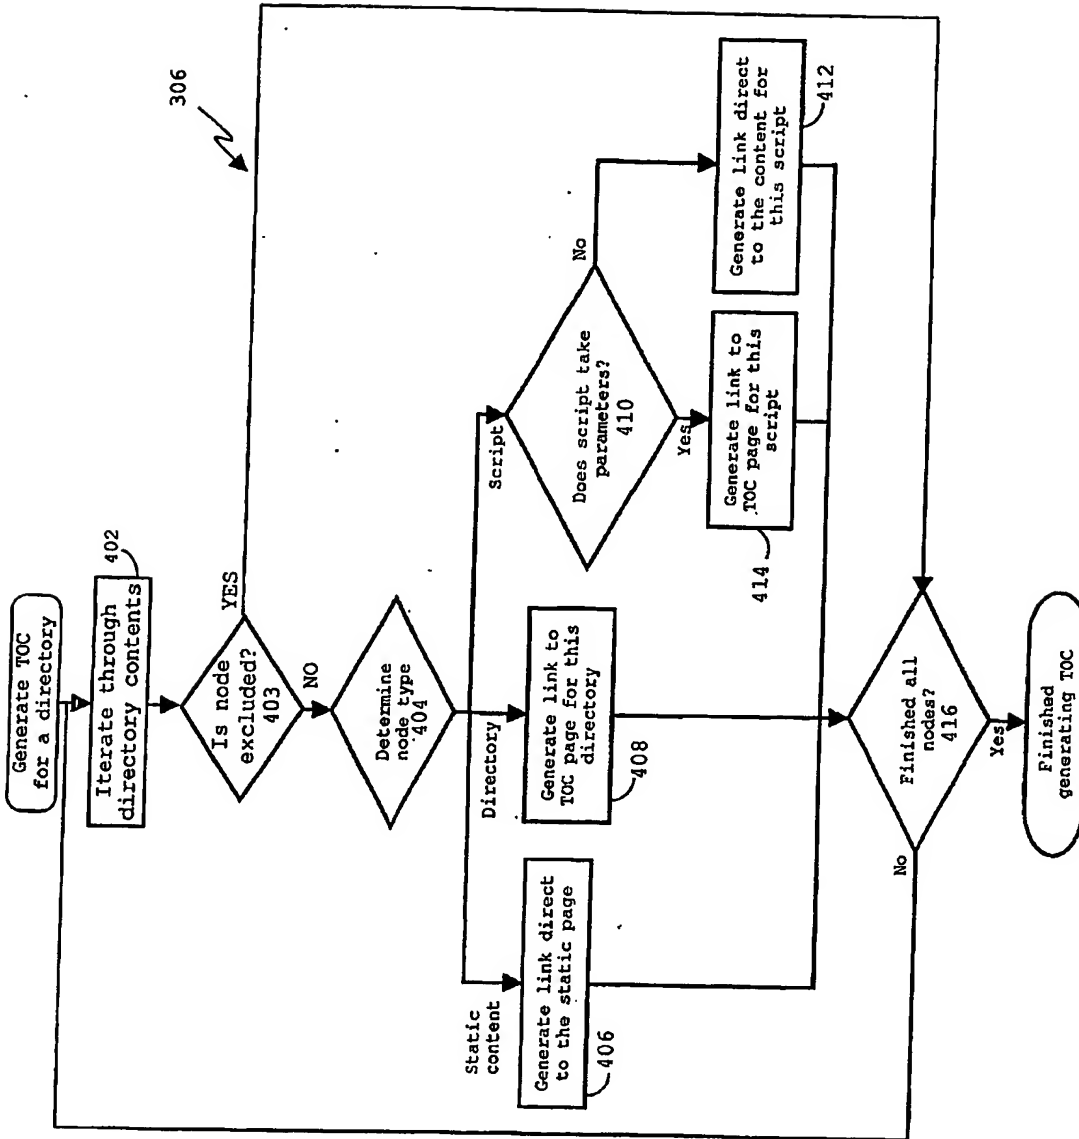 306
Generate TOC
for a directory
402
Iterate through
directory contents
Is node
excluded?
403
YES
NO
Determine
node type
404
Static
content
Directory
Script
Generate link direct
to the static page
406
Generate link to
TOC page for this
directory
408
Does script take
parameters?
410
No
Yes
Generate link to
TOC page for this
script
414
Generate link direct
to the content for
this script
412
Finished all
nodes?
416
No
Yes
Finished
generating TOC